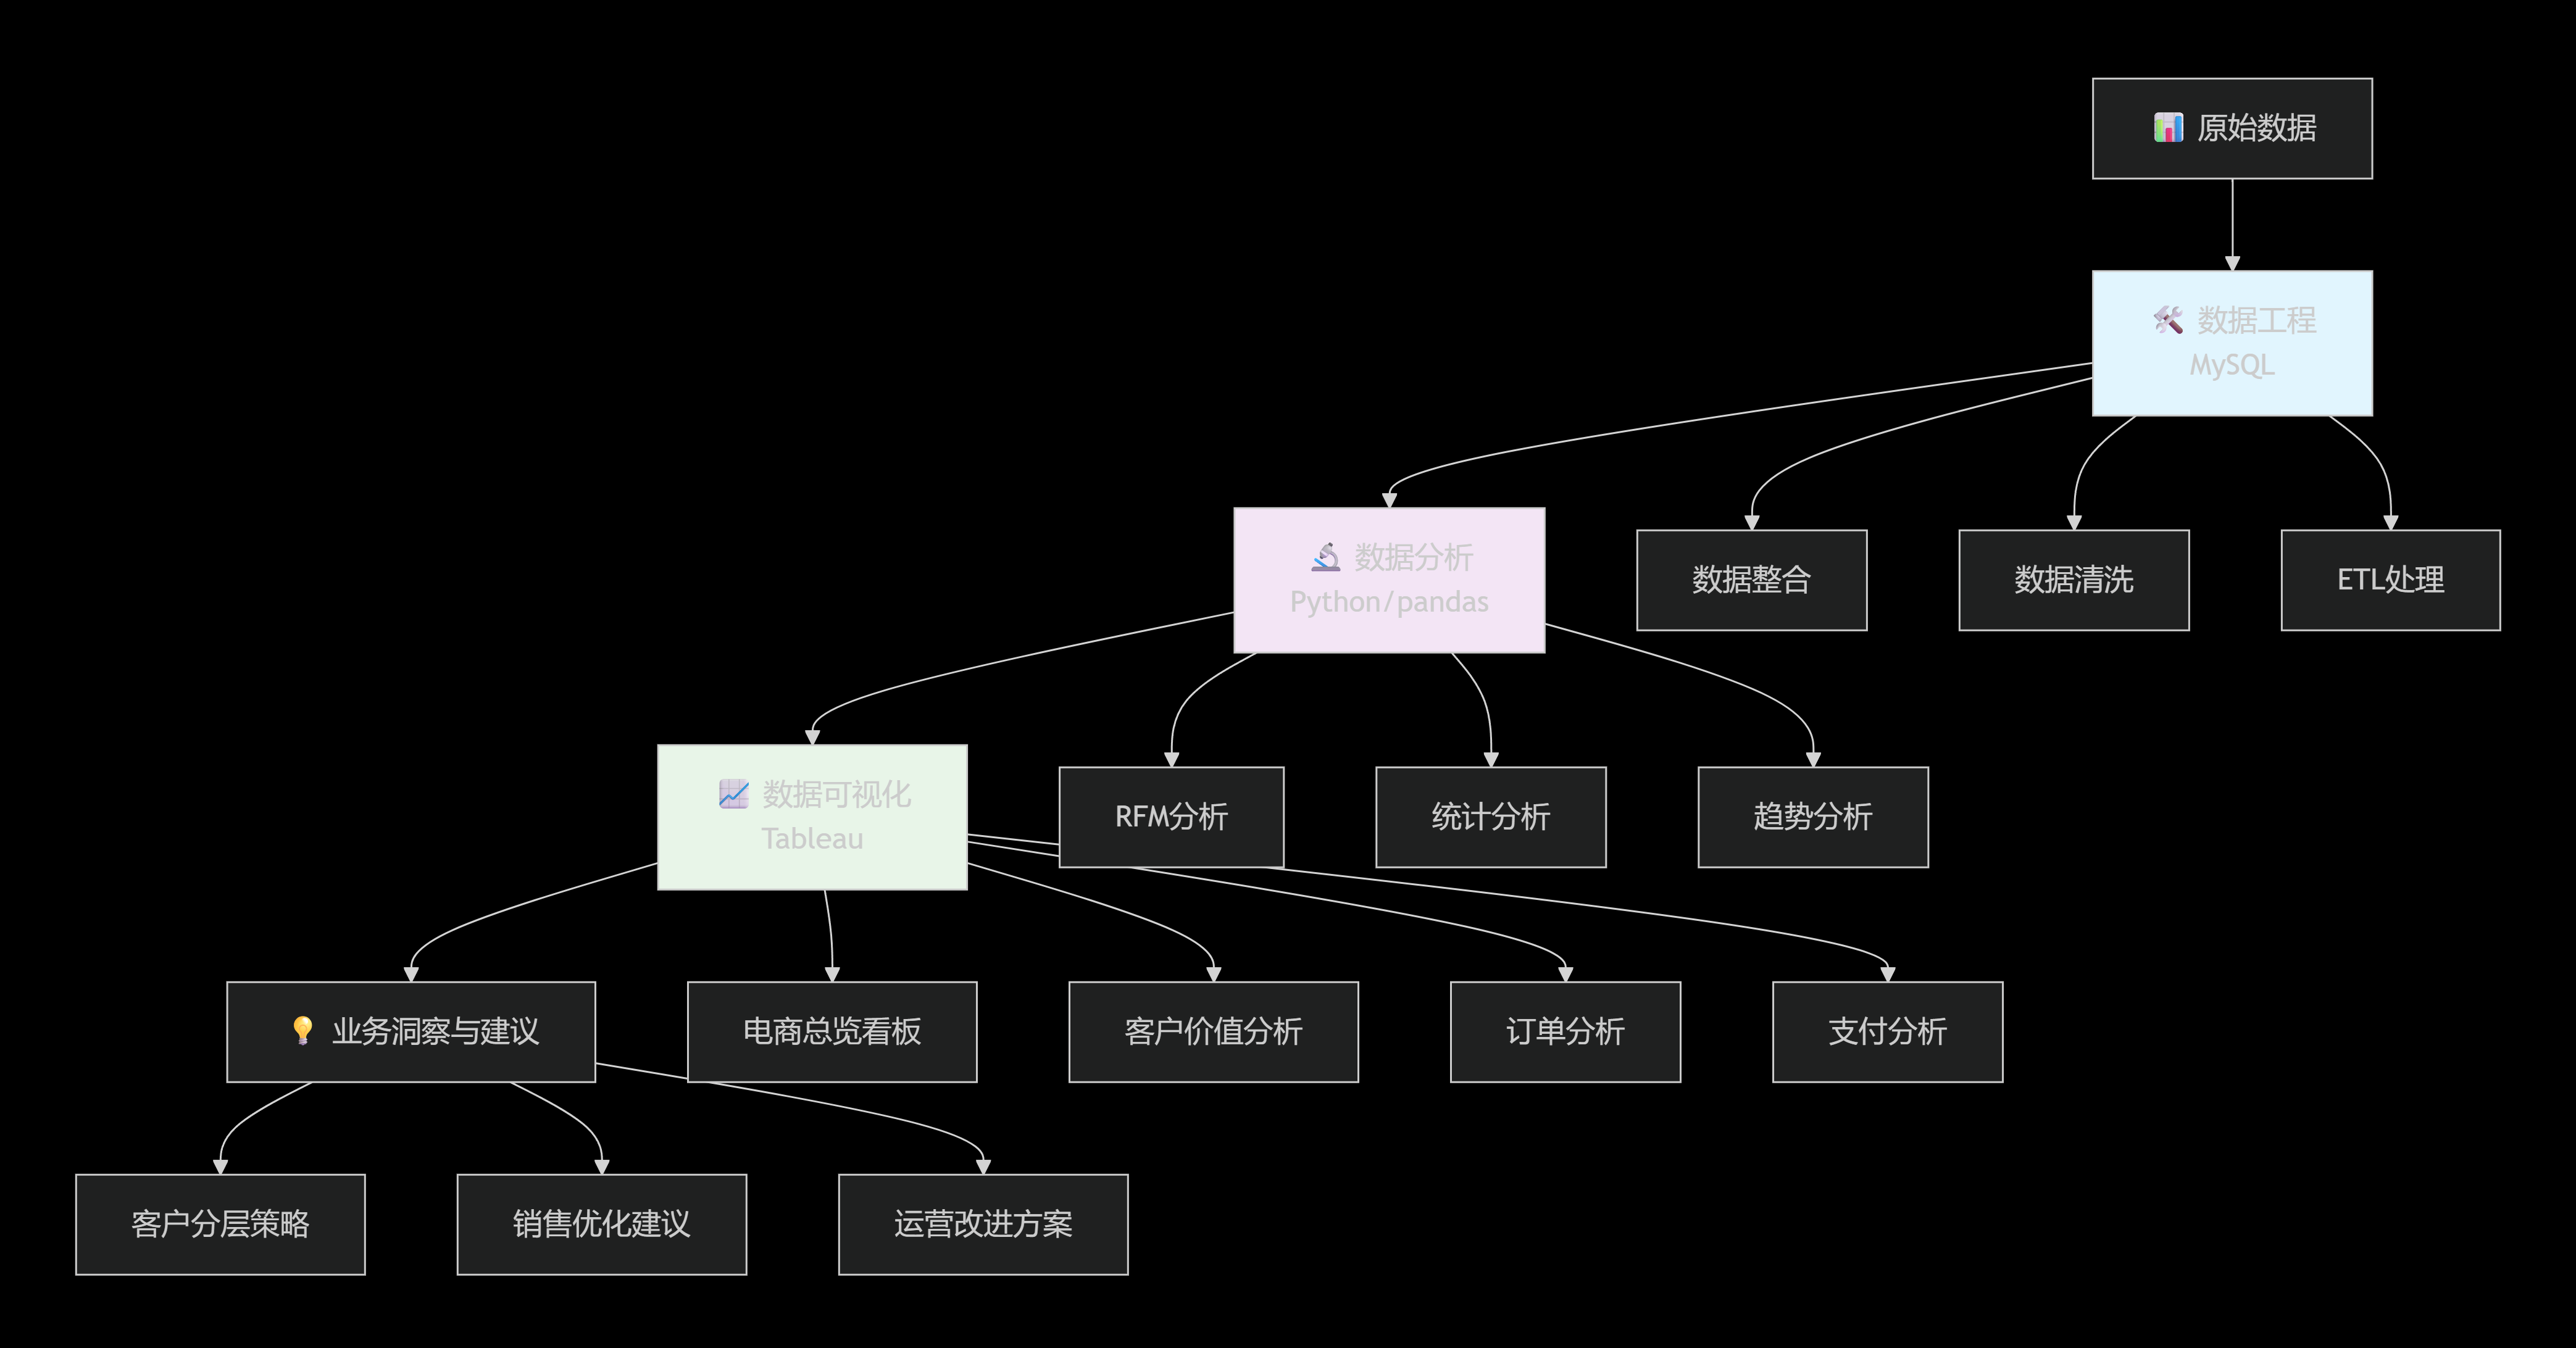 📊 原始数据
🛠️ 数据工程
MySQL
🔬 数据分析
Python/pandas
数据整合
数据清洗
ETL处理
📈 数据可视化
Tableau
RFM分析
统计分析
趋势分析
💡 业务洞察与建议
电商总览看板
客户价值分析
订单分析
支付分析
客户分层策略
销售优化建议
运营改进方案